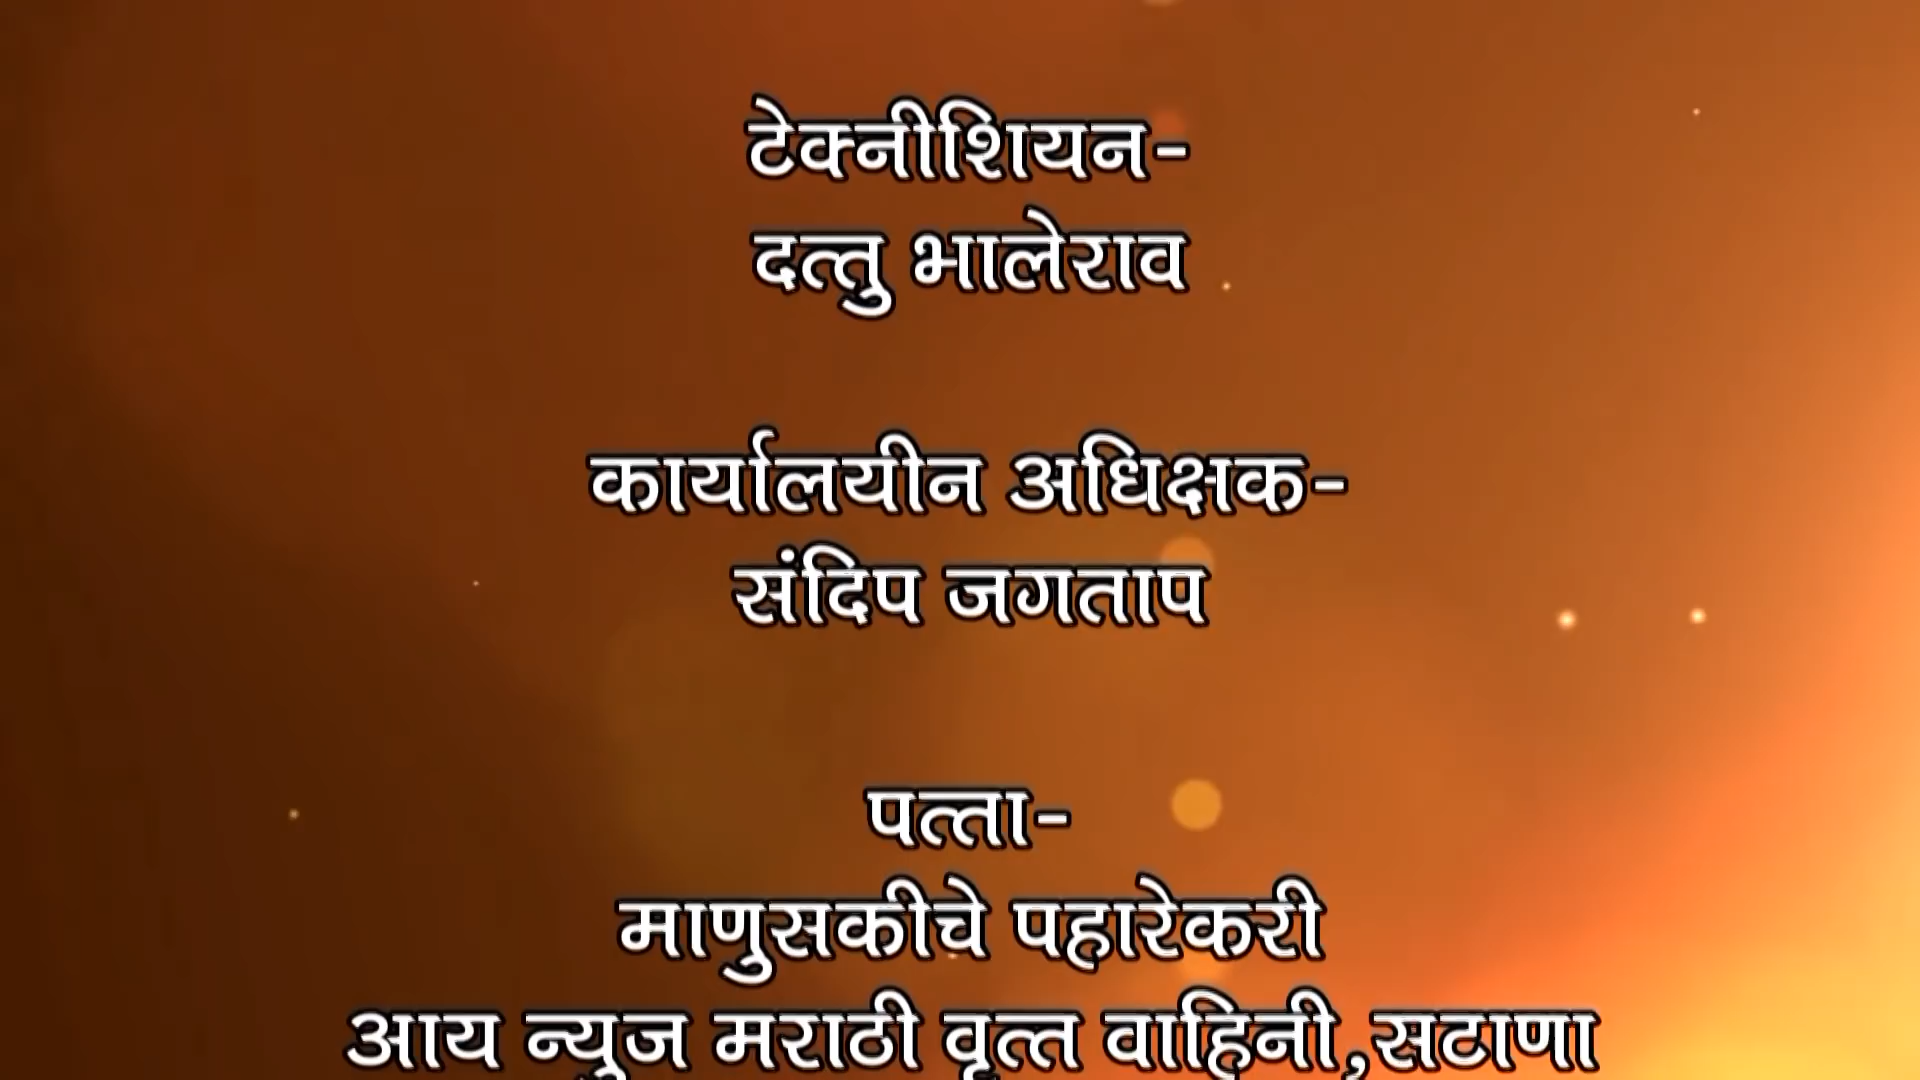 टेक्नीशियन-
दत्तु भालेराव
कार्यालयीन अधिक्षक-
संदिप जगताप
पत्ता-
माणुसकीचे पहारेकरी
आय न्युज मराठी वृत्त वाहिनी,सटाणा